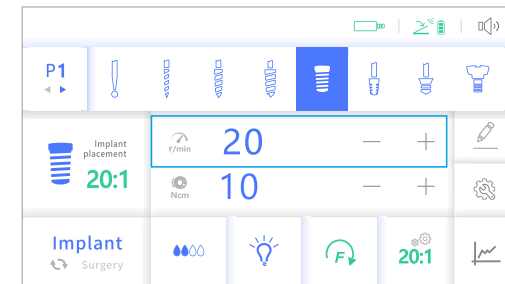 P1
Implant
placement
20:1
r/min
20
Ncm
10
Implant
Surgery
F
20:1